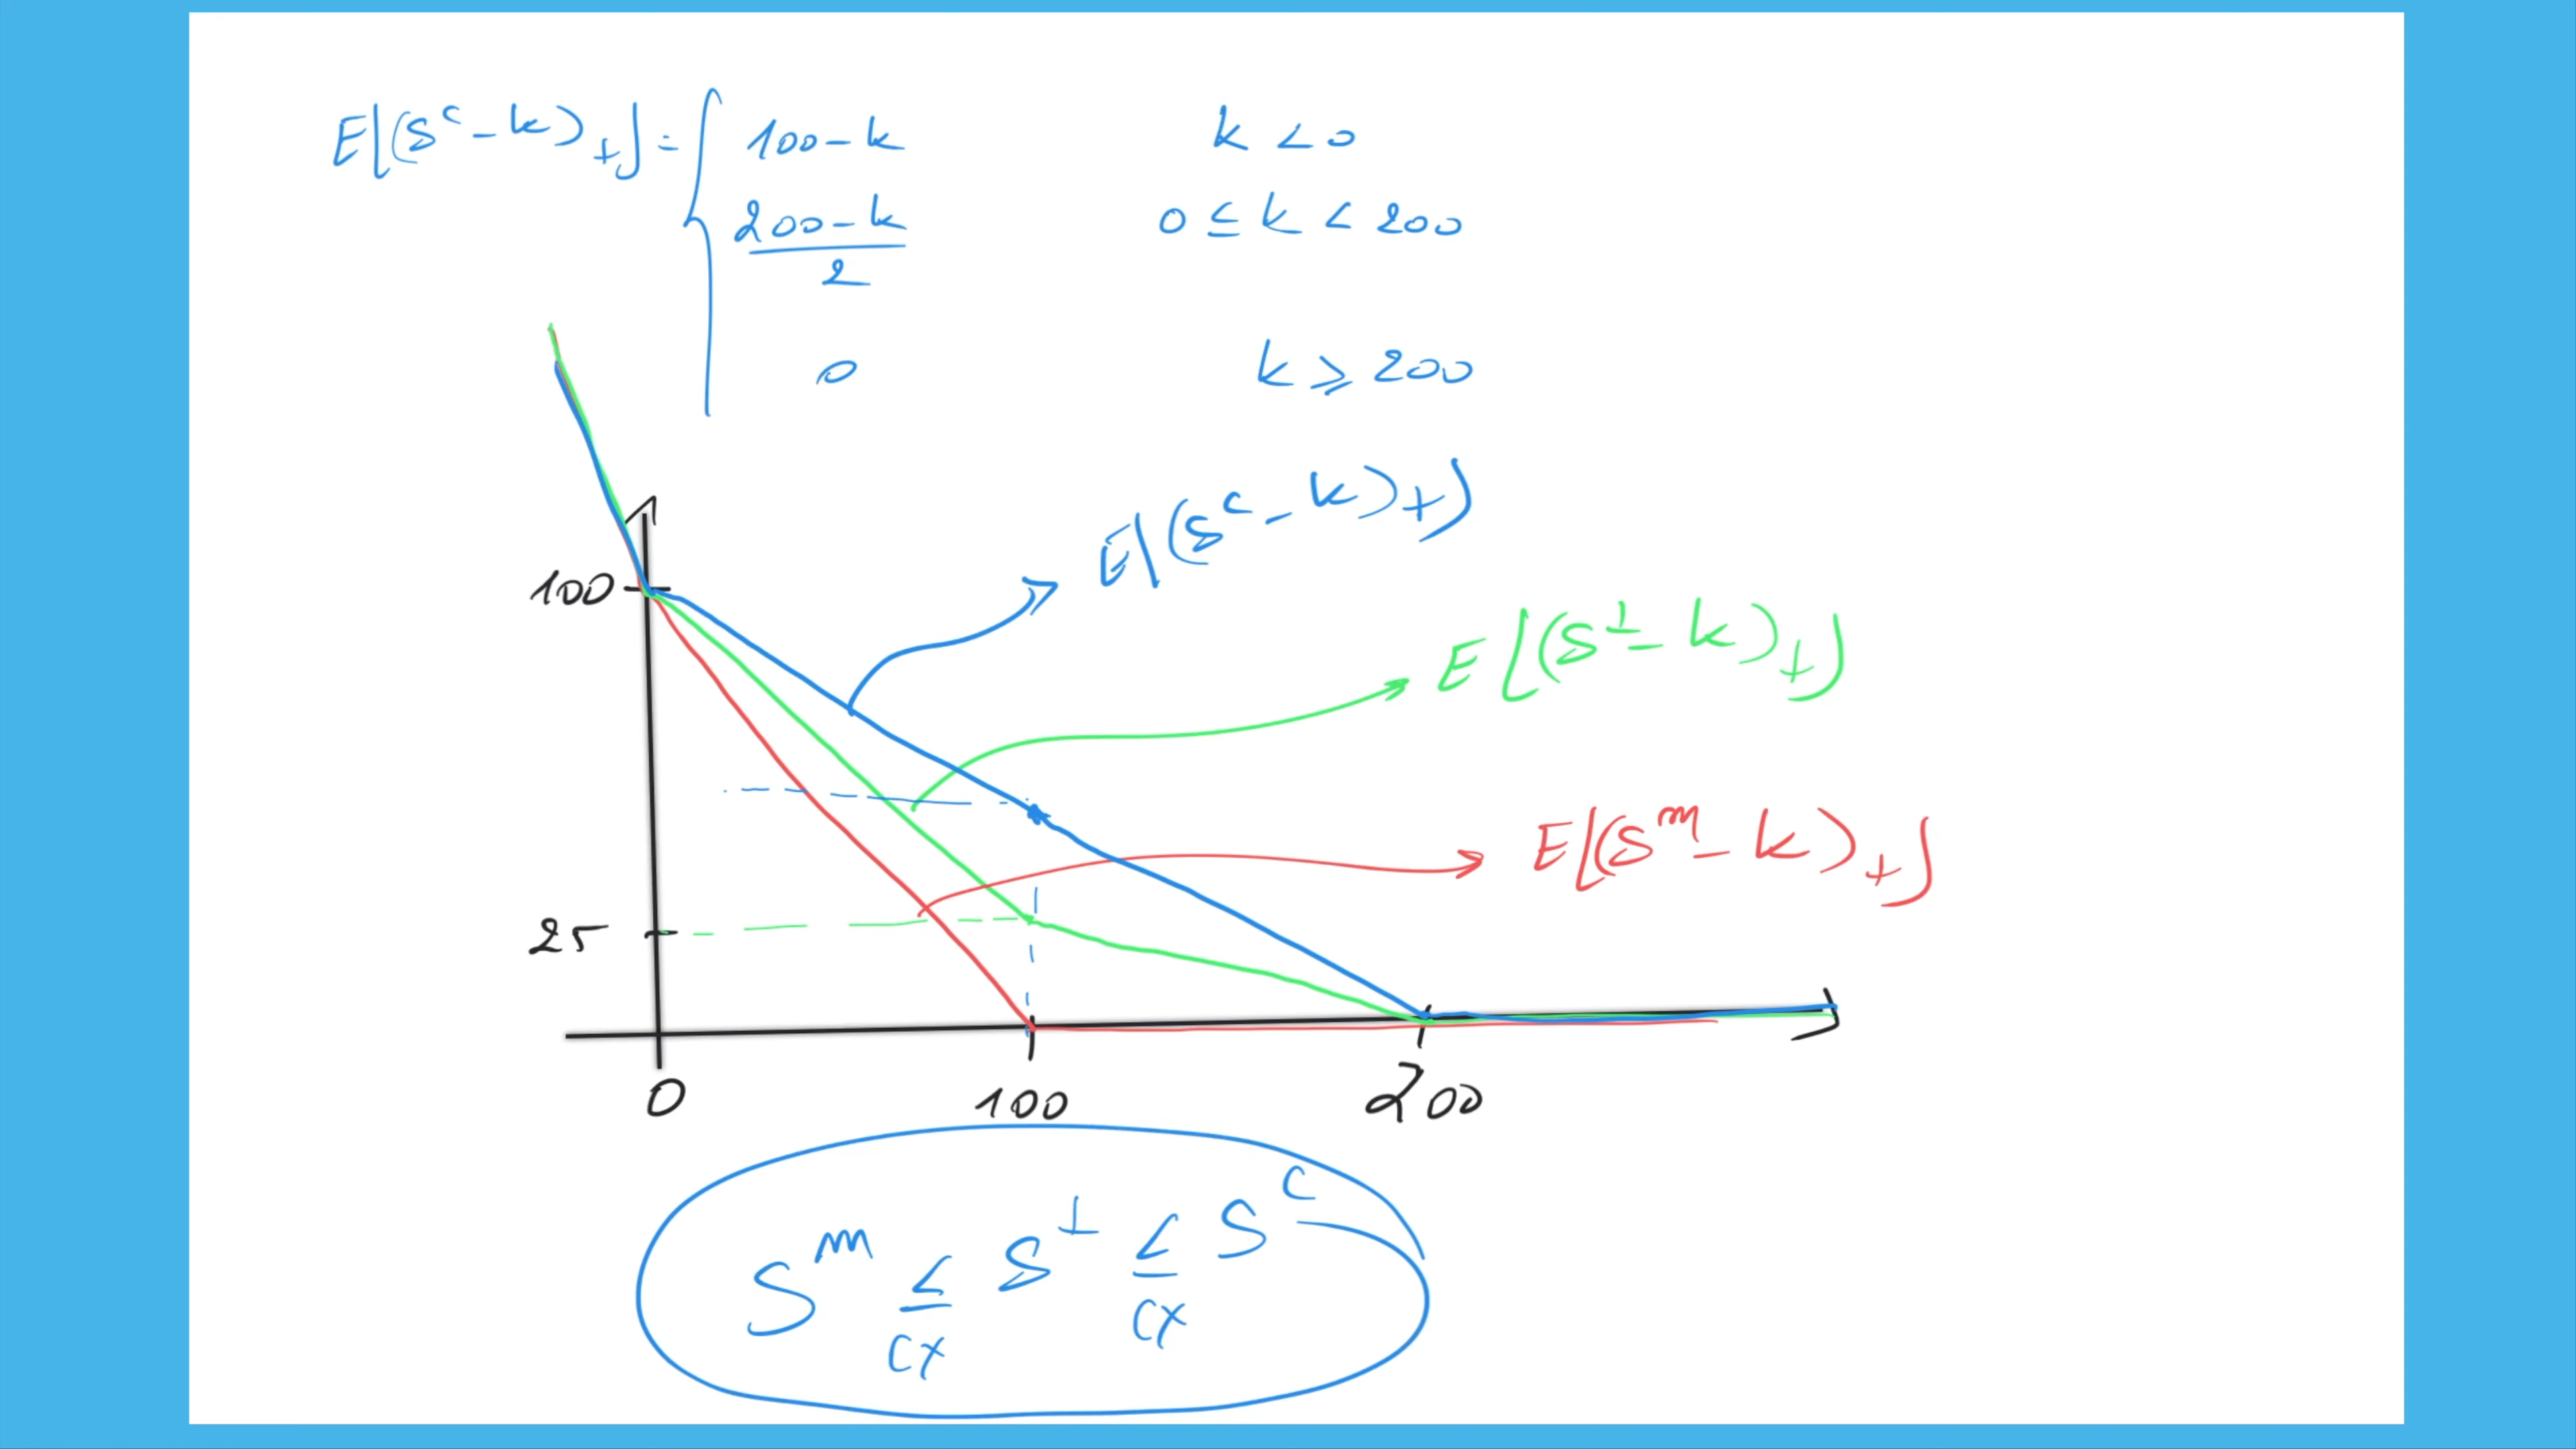 E[(S^c - k)_+] = { 100 - k    k < 0
(200 - k)/2    0 ≤ k < 200
0    k ≥ 200
E[(S^c - k)_+]
100
E[(S^⊥ - k)_+]
E[(S^m - k)_+]
25
0 100 200
S^m ≤_cx S^⊥ ≤_cx S^c